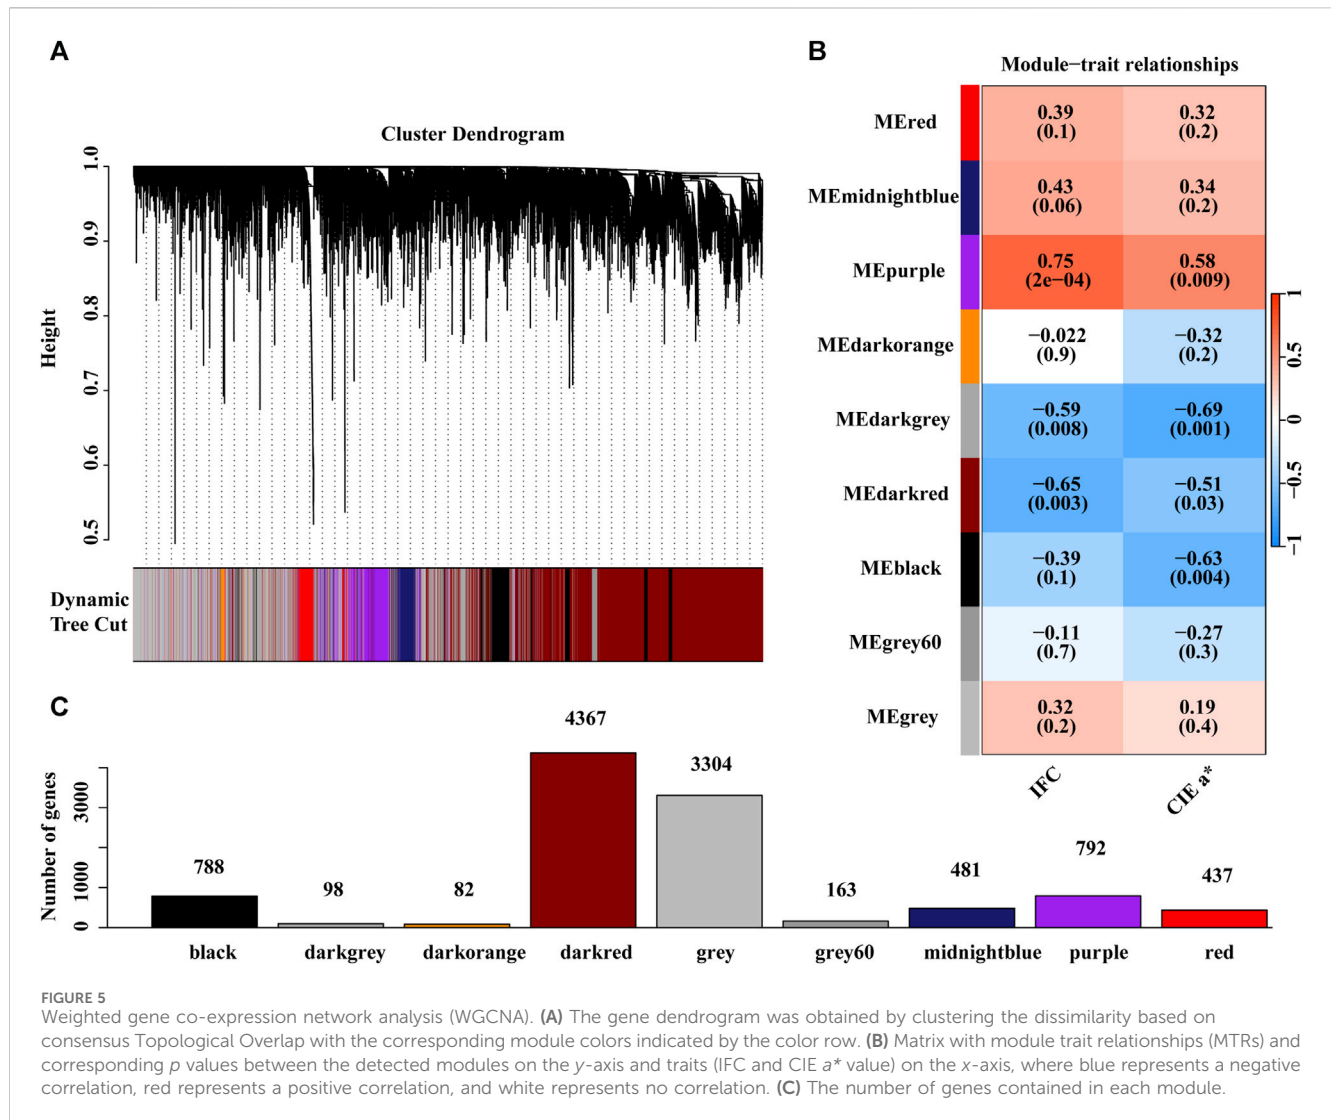 A
Cluster Dendrogram
Height
1.0
0.9
0.8
0.7
0.6
0.5
Dynamic
Tree Cut
B
Module−trait relationships
MEred
0.39
(0.1)
0.32
(0.2)
MEmidnightblue
0.43
(0.06)
0.34
(0.2)
MEpurple
0.75
(2e−04)
0.58
(0.009)
MEdarkorange
−0.022
(0.9)
−0.32
(0.2)
MEdarkgrey
−0.59
(0.008)
−0.69
(0.001)
MEdarkred
−0.65
(0.003)
−0.51
(0.03)
MEblack
−0.39
(0.1)
−0.63
(0.004)
MEgrey60
−0.11
(0.7)
−0.27
(0.3)
MEgrey
0.32
(0.2)
0.19
(0.4)
IFC
CIE a*
1
0.5
0
−0.5
−1
C
Number of genes
3000
1000
0
788
98
82
4367
3304
163
481
792
437
black
darkgrey
darkorange
darkred
grey
grey60
midnightblue
purple
red
FIGURE 5
Weighted gene co-expression network analysis (WGCNA). (A) The gene dendrogram was obtained by clustering the dissimilarity based on
consensus Topological Overlap with the corresponding module colors indicated by the color row. (B) Matrix with module trait relationships (MTRs) and
corresponding p values between the detected modules on the y-axis and traits (IFC and CIE a* value) on the x-axis, where blue represents a negative
correlation, red represents a positive correlation, and white represents no correlation. (C) The number of genes contained in each module.